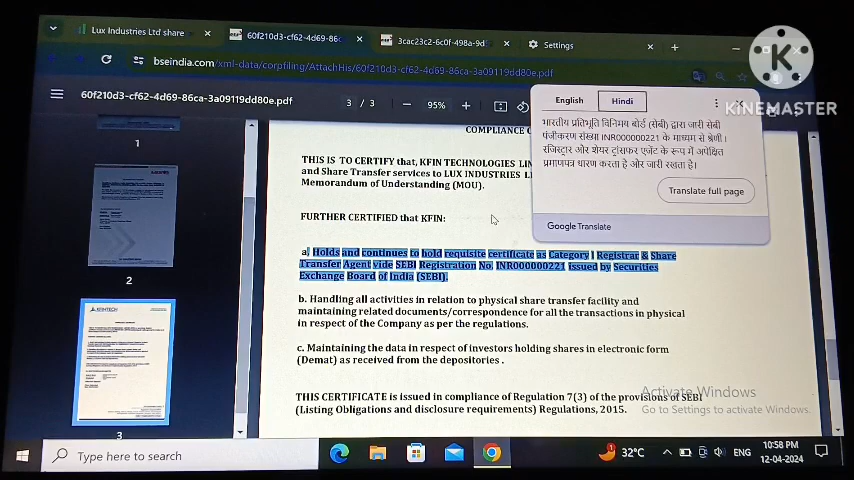 Lux Industries Ltd share
60f210d3-cf62-4d69-86c
3cac23c2-6c0f-498a-9d
Settings
bseindia.com/xml-data/corpfiling/AttachHis/60f210d3-cf62-4d69-86ca-3a09119dd80e.pdf
60f210d3-cf62-4d69-86ca-3a09119dd80e.pdf
3 / 3
95%
KINEMASTER
English
Hindi
भारतीय प्रतिभूति विनिमय बोर्ड (सेबी) द्वारा जारी सेबी
पंजीकरण संख्या INR000000221 के माध्यम से श्रेणी।
रजिस्ट्रार और शेयर ट्रांसफर एजेंट के रूप में अपेक्षित
प्रमाणपत्र धारण करता है और जारी रखता है।
Translate full page
Google Translate
1
2
KFINTECH
3
COMPLIANCE
THIS IS TO CERTIFY that, KFIN TECHNOLOGIES
and Share Transfer services to LUX INDUSTRIES
Memorandum of Understanding (MOU).
FURTHER CERTIFIED that KFIN:
a. Holds and continues to hold requisite certificate as Category I Registrar & Share
Transfer Agent vide SEBI Registration No. INR000000221 issued by Securities
Exchange Board of India (SEBI).
b. Handling all activities in relation to physical share transfer facility and
maintaining related documents/correspondence for all the transactions in physical
in respect of the Company as per the regulations.
c. Maintaining the data in respect of investors holding shares in electronic form
(Demat) as received from the depositories .
THIS CERTIFICATE is issued in compliance of Regulation 7(3) of the provisions of SEBI
(Listing Obligations and disclosure requirements) Regulations, 2015.
Activate Windows
Go to Settings to activate Windows.
Type here to search
32°C
ENG
10:58 PM
12-04-2024